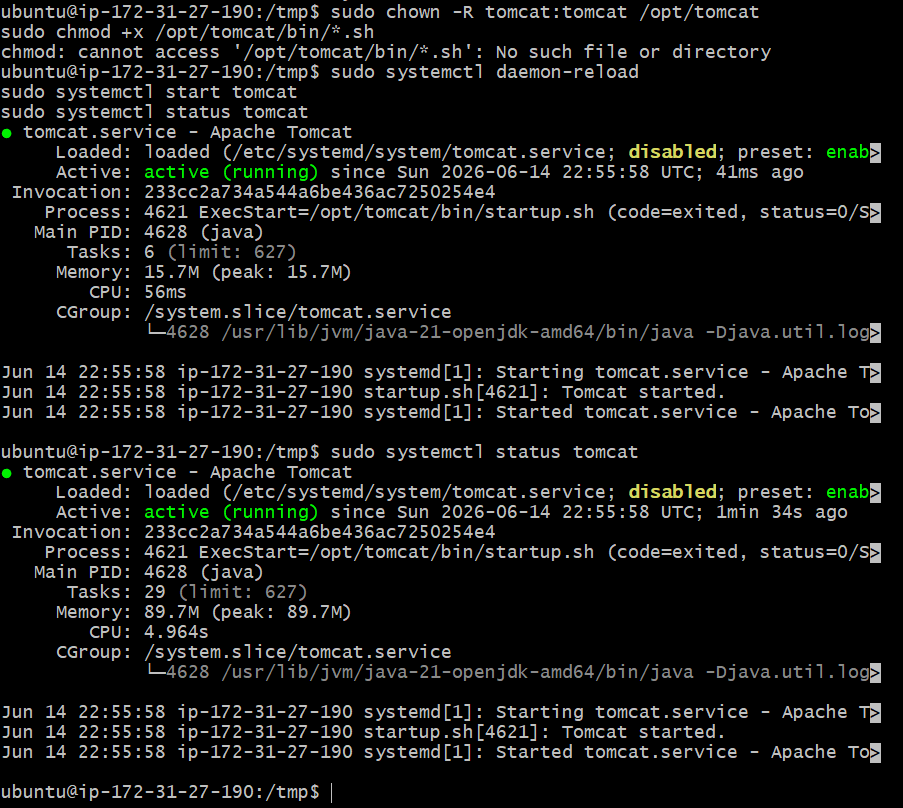 ubuntu@ip-172-31-27-190:/tmp$ sudo chown -R tomcat:tomcat /opt/tomcat
sudo chmod +x /opt/tomcat/bin/*.sh
chmod: cannot access '/opt/tomcat/bin/*.sh': No such file or directory
ubuntu@ip-172-31-27-190:/tmp$ sudo systemctl daemon-reload
sudo systemctl start tomcat
sudo systemctl status tomcat
● tomcat.service - Apache Tomcat
     Loaded: loaded (/etc/systemd/system/tomcat.service; disabled; preset: enab>
     Active: active (running) since Sun 2026-06-14 22:55:58 UTC; 41ms ago
 Invocation: 233cc2a734a544a6be436ac7250254e4
    Process: 4621 ExecStart=/opt/tomcat/bin/startup.sh (code=exited, status=0/S>
   Main PID: 4628 (java)
      Tasks: 6 (limit: 627)
     Memory: 15.7M (peak: 15.7M)
        CPU: 56ms
     CGroup: /system.slice/tomcat.service
             └─4628 /usr/lib/jvm/java-21-openjdk-amd64/bin/java -Djava.util.log>

Jun 14 22:55:58 ip-172-31-27-190 systemd[1]: Starting tomcat.service - Apache T>
Jun 14 22:55:58 ip-172-31-27-190 startup.sh[4621]: Tomcat started.
Jun 14 22:55:58 ip-172-31-27-190 systemd[1]: Started tomcat.service - Apache To>

ubuntu@ip-172-31-27-190:/tmp$ sudo systemctl status tomcat
● tomcat.service - Apache Tomcat
     Loaded: loaded (/etc/systemd/system/tomcat.service; disabled; preset: enab>
     Active: active (running) since Sun 2026-06-14 22:55:58 UTC; 1min 34s ago
 Invocation: 233cc2a734a544a6be436ac7250254e4
    Process: 4621 ExecStart=/opt/tomcat/bin/startup.sh (code=exited, status=0/S>
   Main PID: 4628 (java)
      Tasks: 29 (limit: 627)
     Memory: 89.7M (peak: 89.7M)
        CPU: 4.964s
     CGroup: /system.slice/tomcat.service
             └─4628 /usr/lib/jvm/java-21-openjdk-amd64/bin/java -Djava.util.log>

Jun 14 22:55:58 ip-172-31-27-190 systemd[1]: Starting tomcat.service - Apache T>
Jun 14 22:55:58 ip-172-31-27-190 startup.sh[4621]: Tomcat started.
Jun 14 22:55:58 ip-172-31-27-190 systemd[1]: Started tomcat.service - Apache To>

ubuntu@ip-172-31-27-190:/tmp$